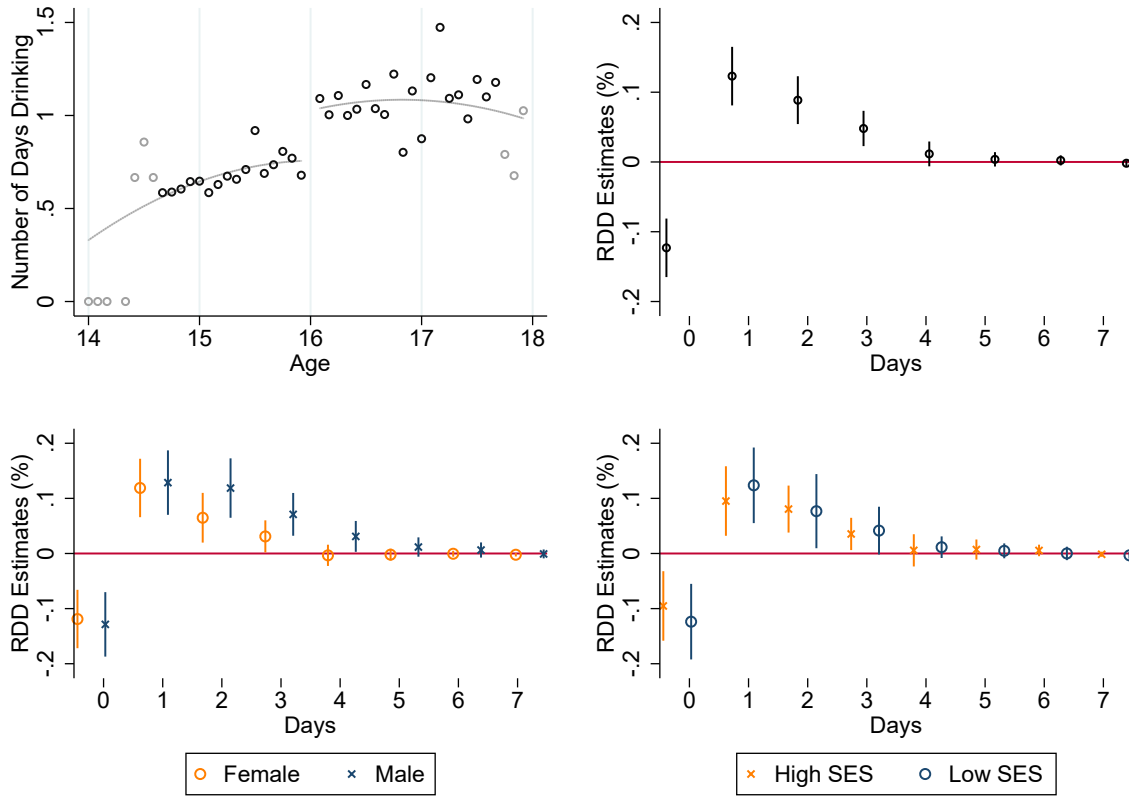 Number of Days Drinking
1.5
1
.5
0
14 15 16 17 18
Age
RDD Estimates (%)
.2
.1
0
-.1
-.2
0 1 2 3 4 5 6 7
Days
RDD Estimates (%)
.2
.1
0
-.1
-.2
0 1 2 3 4 5 6 7
Days
Female Male
RDD Estimates (%)
.2
.1
0
-.1
-.2
0 1 2 3 4 5 6 7
Days
High SES Low SES